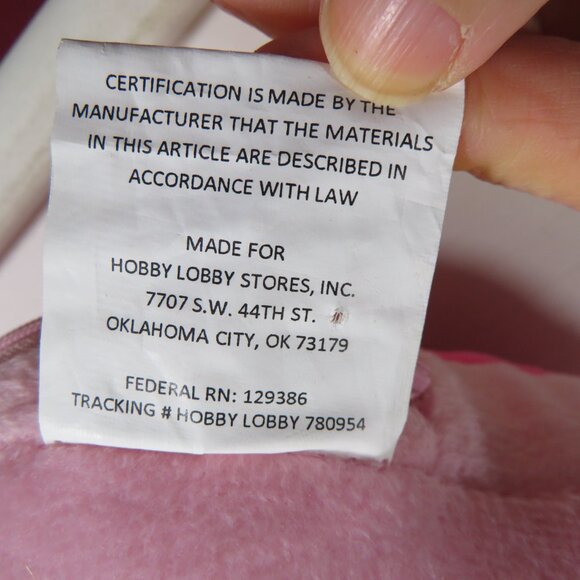 CERTIFICATION IS MADE BY THE
MANUFACTURER THAT THE MATERIALS
IN THIS ARTICLE ARE DESCRIBED IN
ACCORDANCE WITH LAW
MADE FOR
HOBBY LOBBY STORES, INC.
7707 S.W. 44TH ST.
OKLAHOMA CITY, OK 73179
FEDERAL RN: 129386
TRACKING # HOBBY LOBBY 780954